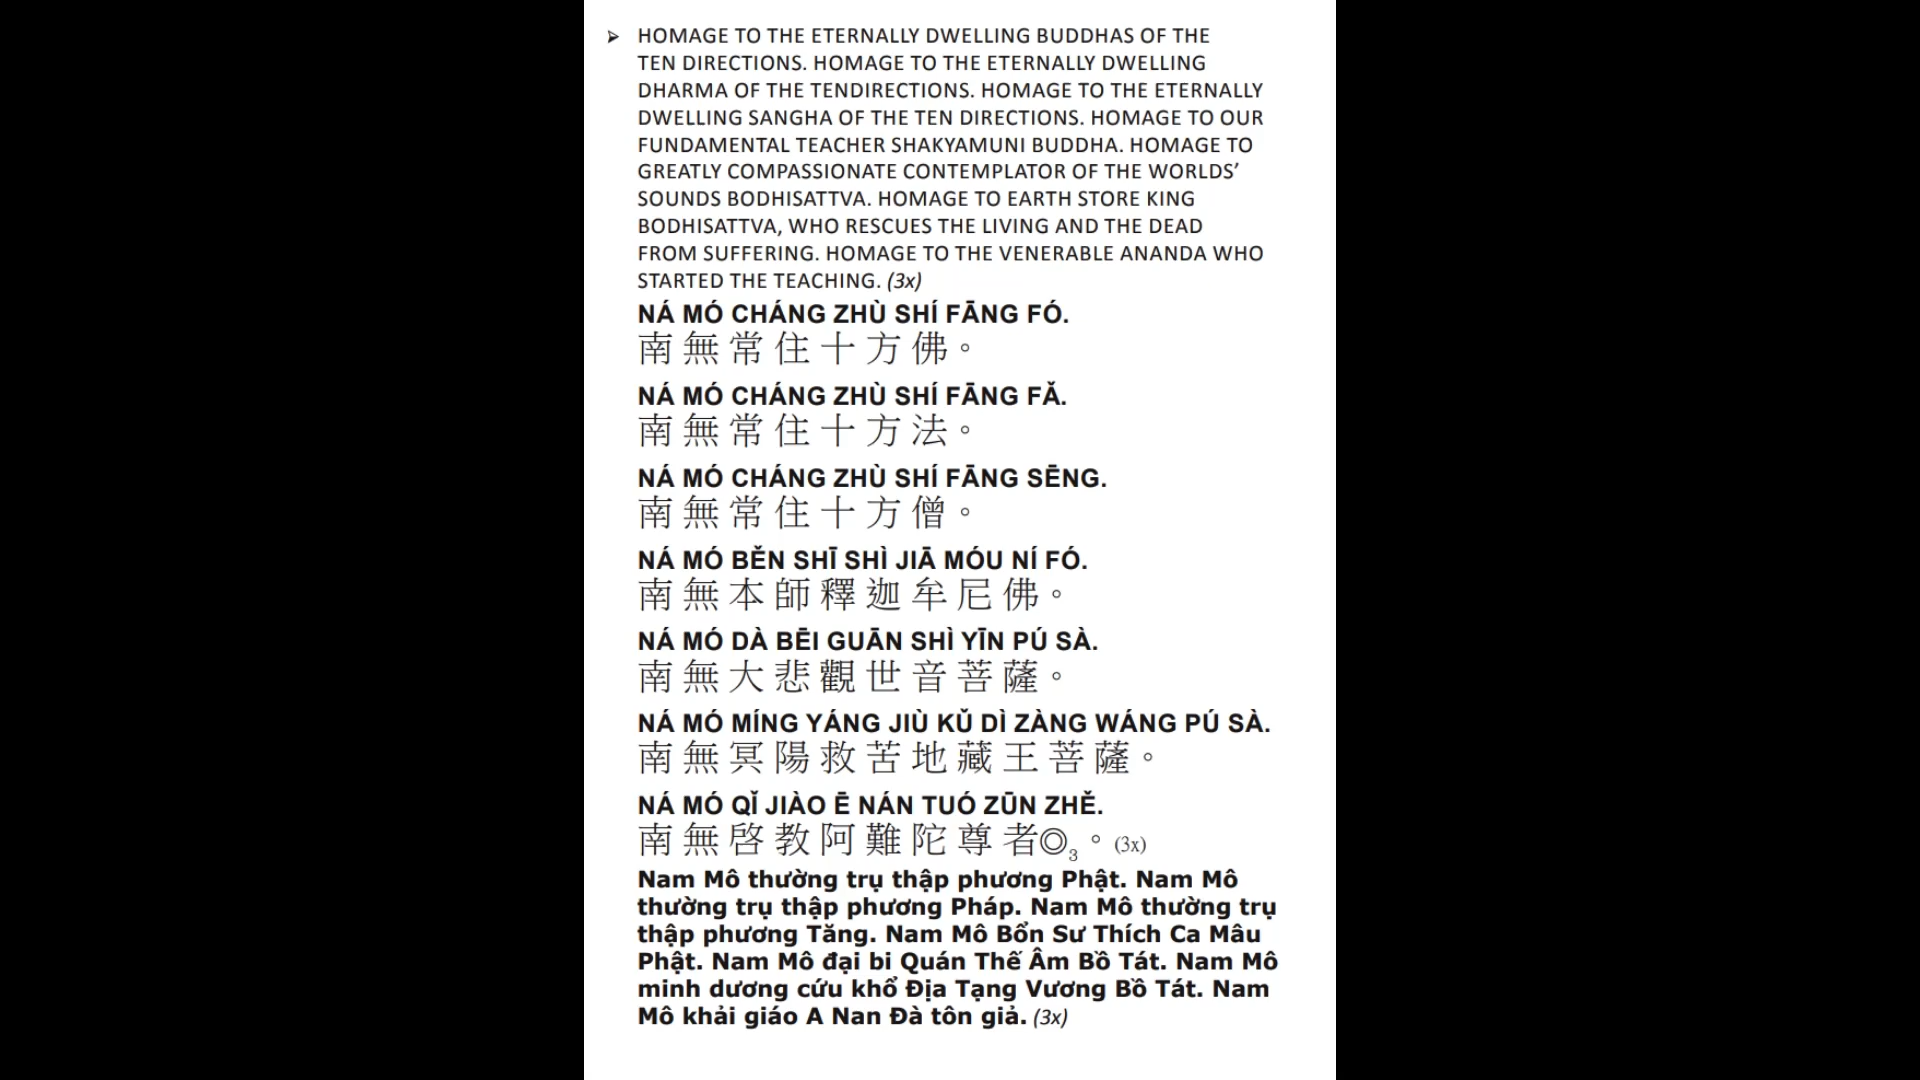 ➢ HOMAGE TO THE ETERNALLY DWELLING BUDDHAS OF THE
TEN DIRECTIONS. HOMAGE TO THE ETERNALLY DWELLING
DHARMA OF THE TENDIRECTIONS. HOMAGE TO THE ETERNALLY
DWELLING SANGHA OF THE TEN DIRECTIONS. HOMAGE TO OUR
FUNDAMENTAL TEACHER SHAKYAMUNI BUDDHA. HOMAGE TO
GREATLY COMPASSIONATE CONTEMPLATOR OF THE WORLDS’
SOUNDS BODHISATTVA. HOMAGE TO EARTH STORE KING
BODHISATTVA, WHO RESCUES THE LIVING AND THE DEAD
FROM SUFFERING. HOMAGE TO THE VENERABLE ANANDA WHO
STARTED THE TEACHING. (3x)
NÁ MÓ CHÁNG ZHÙ SHÍ FĀNG FÓ.
南無常住十方佛。
NÁ MÓ CHÁNG ZHÙ SHÍ FĀNG FǍ.
南無常住十方法。
NÁ MÓ CHÁNG ZHÙ SHÍ FĀNG SĒNG.
南無常住十方僧。
NÁ MÓ BĚN SHĪ SHÌ JIĀ MÓU NÍ FÓ.
南無本師釋迦牟尼佛。
NÁ MÓ DÀ BĒI GUĀN SHÌ YĪN PÚ SÀ.
南無大悲觀世音菩薩。
NÁ MÓ MÍNG YÁNG JIÙ KǓ DÌ ZÀNG WÁNG PÚ SÀ.
南無冥陽救苦地藏王菩薩。
NÁ MÓ QǏ JIÀO Ē NÁN TUÓ ZŪN ZHĚ.
南無啓教阿難陀尊者◎3。(3x)
Nam Mô thường trụ thập phương Phật. Nam Mô
thường trụ thập phương Pháp. Nam Mô thường trụ
thập phương Tăng. Nam Mô Bổn Sư Thích Ca Mâu
Phật. Nam Mô đại bi Quán Thế Âm Bồ Tát. Nam Mô
minh dương cứu khổ Địa Tạng Vương Bồ Tát. Nam
Mô khải giáo A Nan Đà tôn giả. (3x)